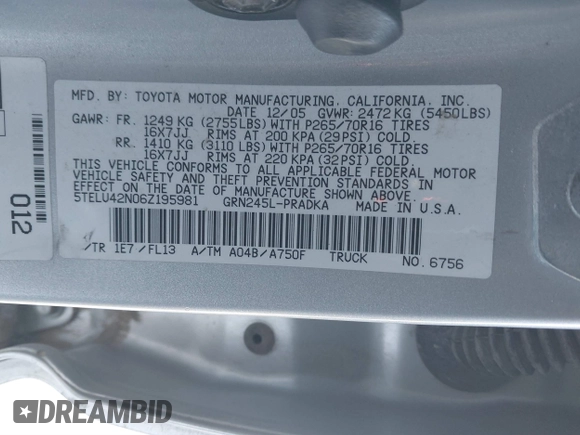 MFD. BY: TOYOTA MOTOR MANUFACTURING, CALIFORNIA, INC.
DATE 12/05 GVWR: 2472 KG (5450LBS)
GAWR: FR. 1249 KG (2755LBS) WITH P265/70R16 TIRES
16X7JJ RIMS AT 200 KPA (29 PSI) COLD
RR. 1410 KG (3110 LBS) WITH P265/70R16 TIRES
16X7JJ RIMS AT 220 KPA (32 PSI) COLD.
THIS VEHICLE CONFORMS TO ALL APPLICABLE FEDERAL MOTOR
VEHICLE SAFETY AND THEFT PREVENTION STANDARDS IN
EFFECT ON THE DATE OF MANUFACTURE SHOWN ABOVE.
5TELU42N06Z195981 GRN245L-PRADKA MADE IN U.S.A.
/TR 1E7/FL13 A/TM A04B/A750F TRUCK NO. 6756
012
DREAMBID